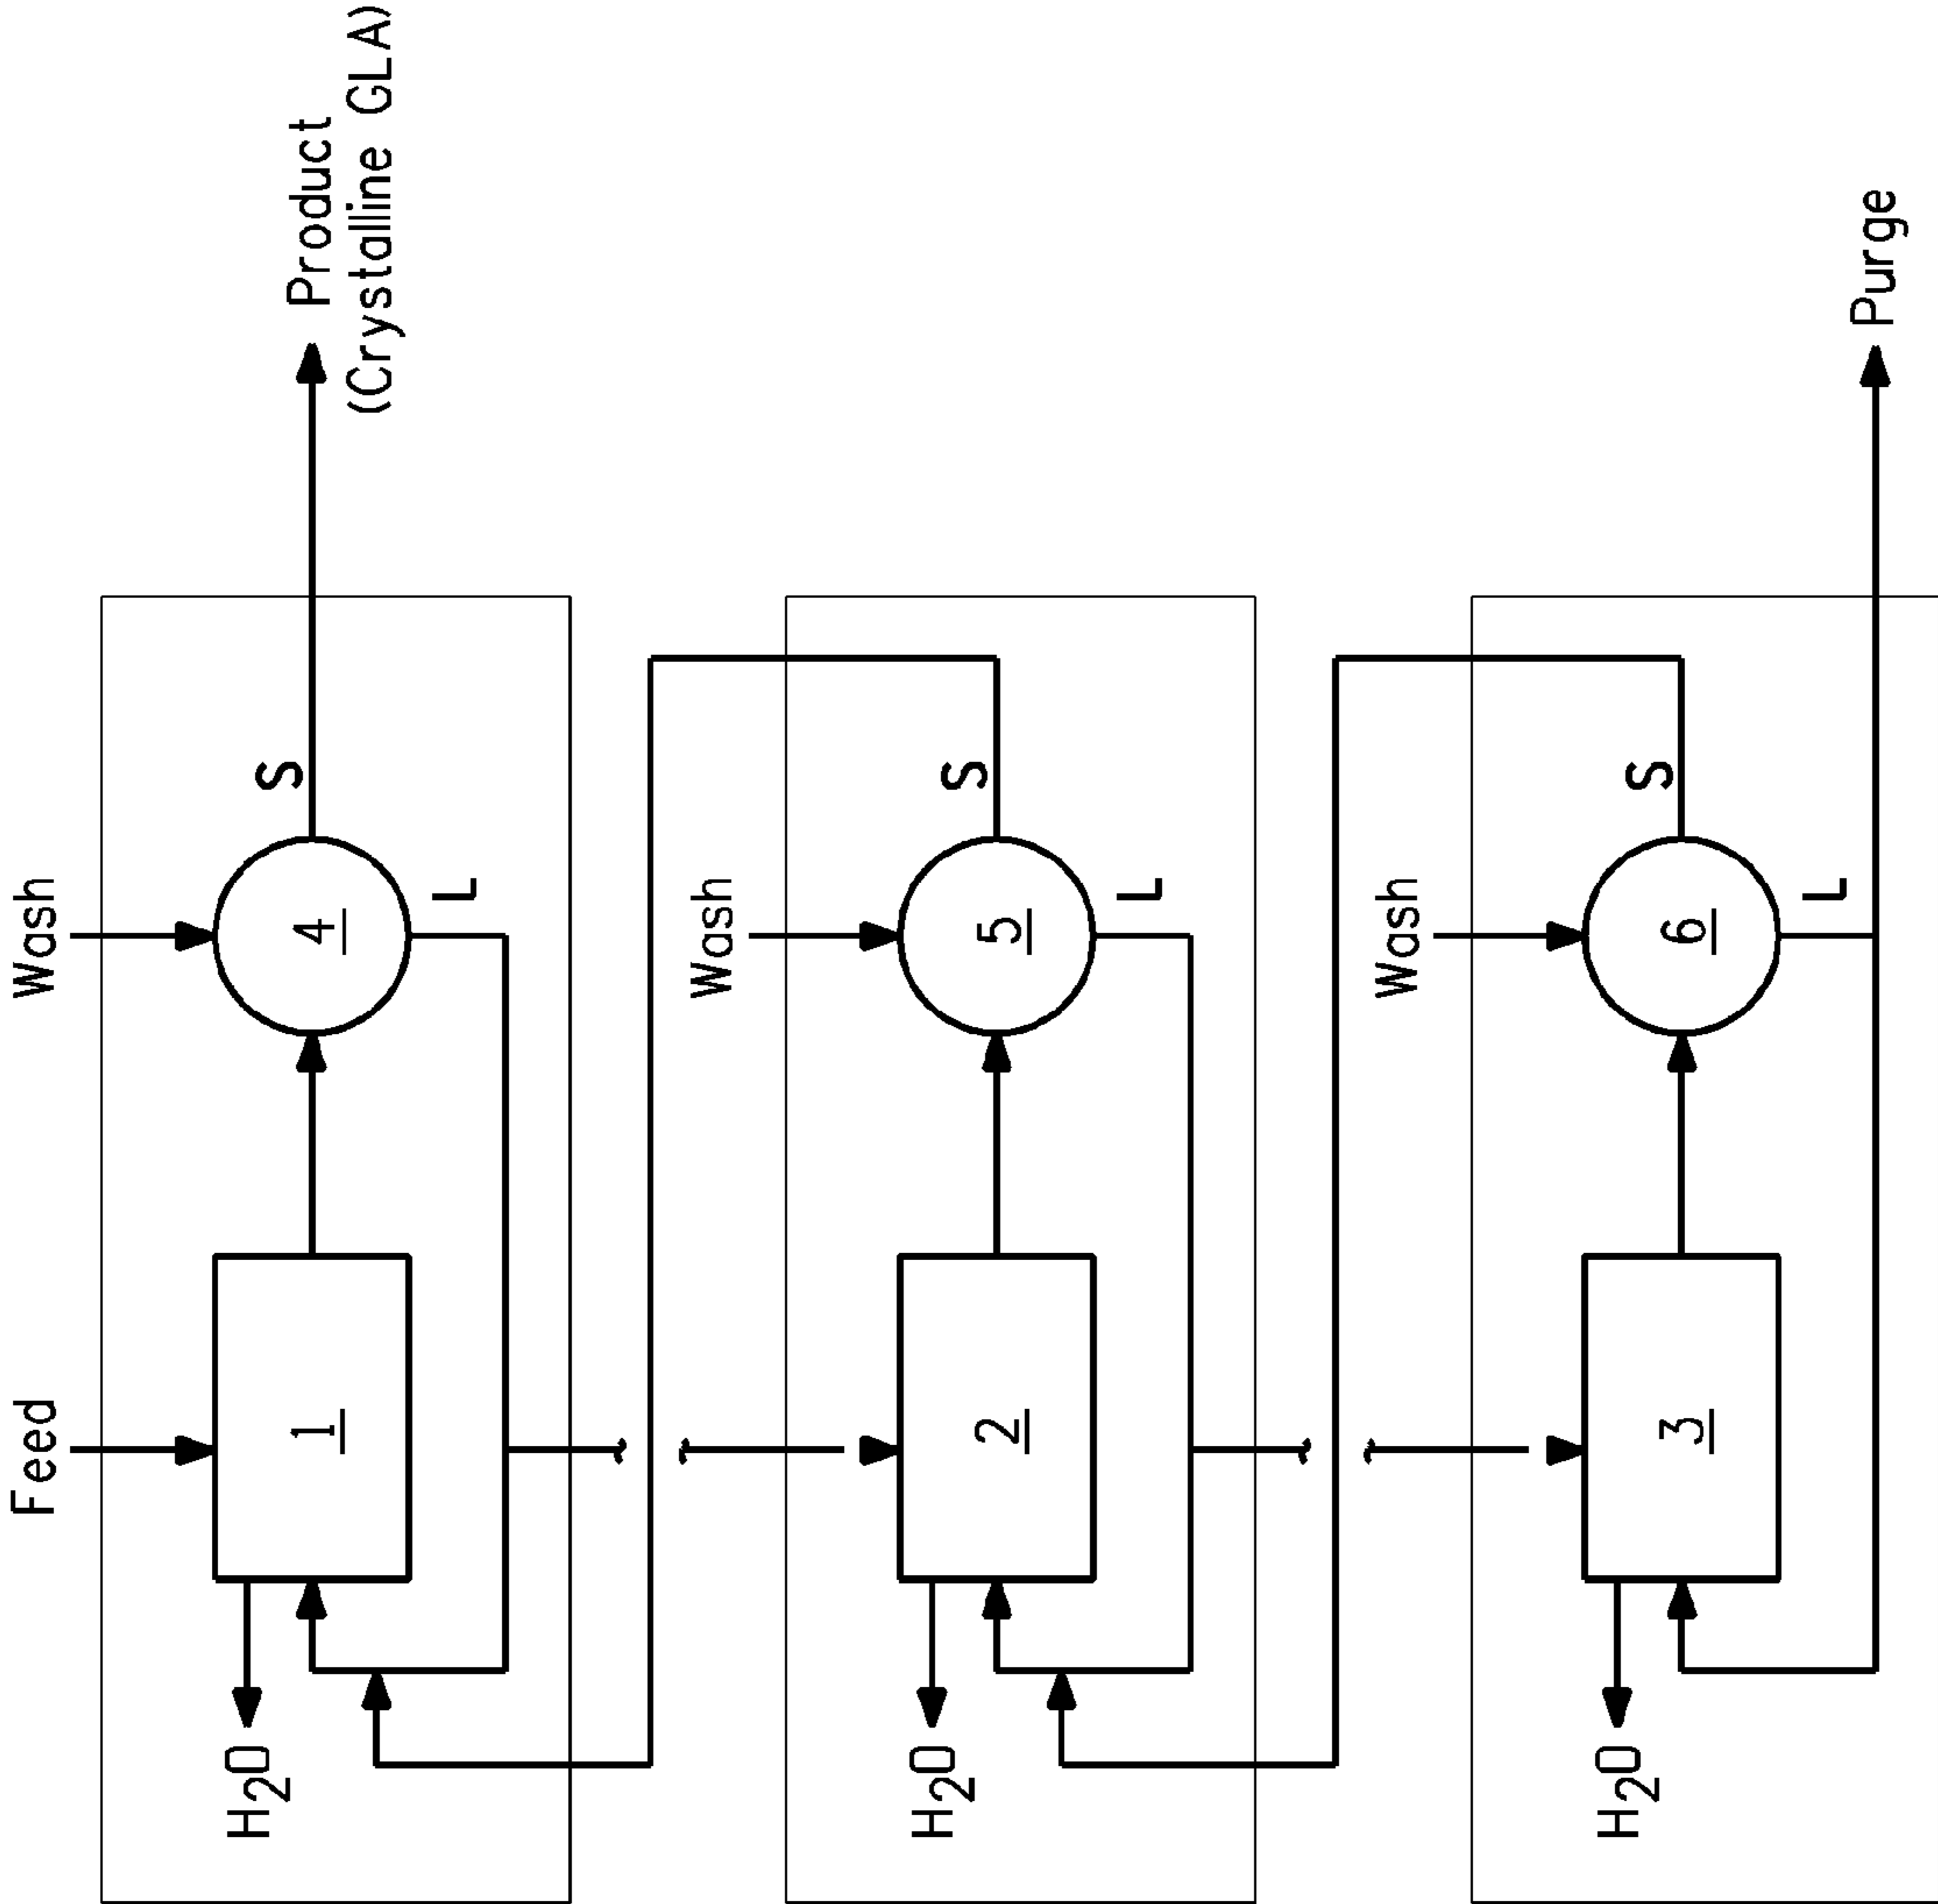 Feed
Wash
H2O
1
4
S
Product
(Crystalline GLA)
L
Wash
H2O
2
5
S
L
Wash
H2O
3
6
S
L
Purge